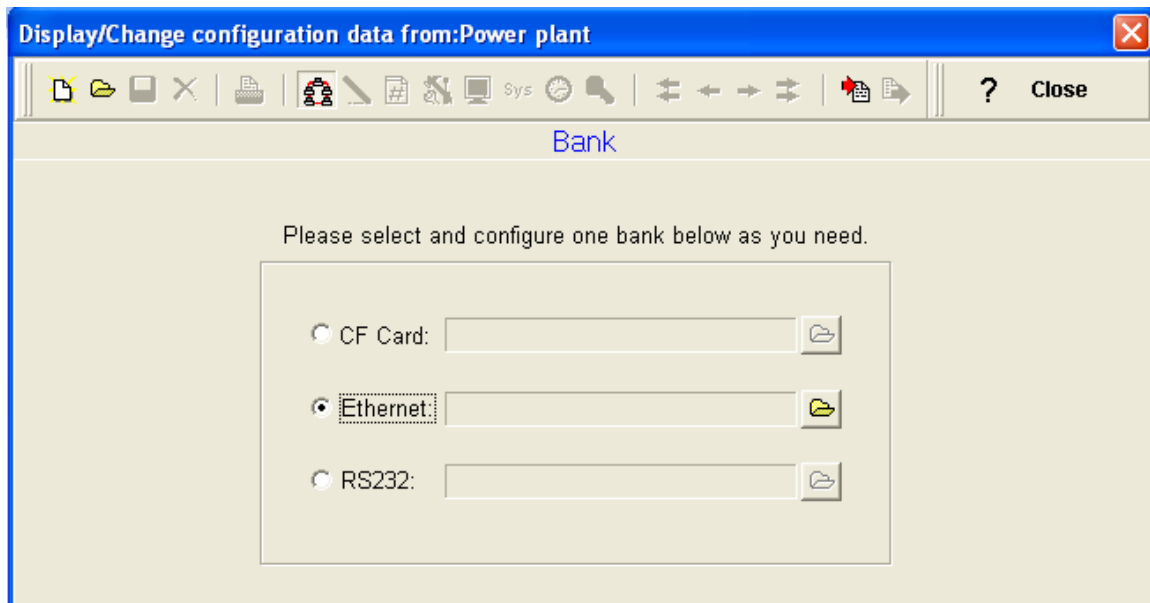 Display/Change configuration data from:Power plant
# Sys ? Close
Bank
Please select and configure one bank below as you need.
CF Card:
Ethernet:
RS232: